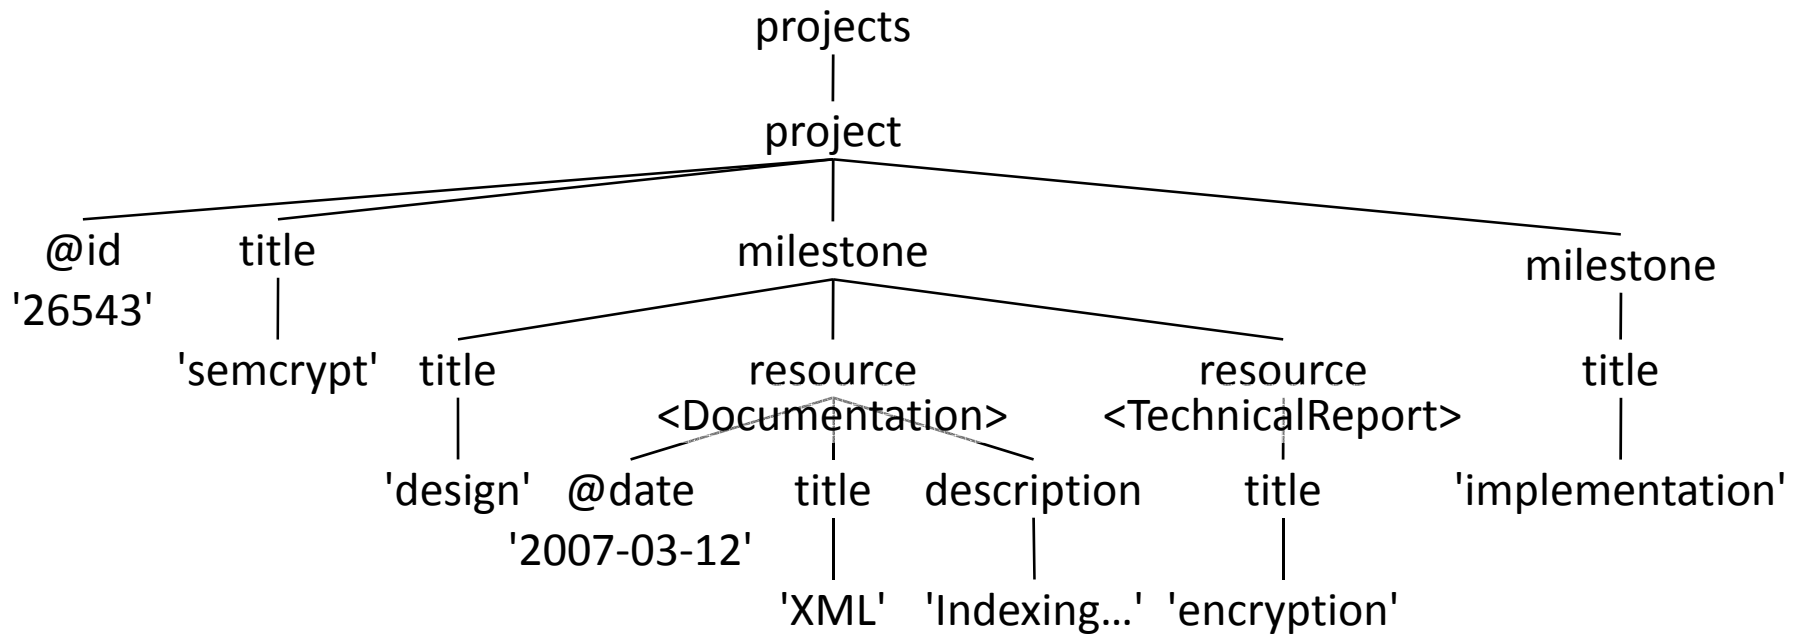 projects
project
@id title milestone milestone
'26543'
'semcrypt' title resource resource title
<Documentation> <TechnicalReport>
'design' @date title description title 'implementation'
'2007-03-12'
'XML' 'Indexing...' 'encryption'